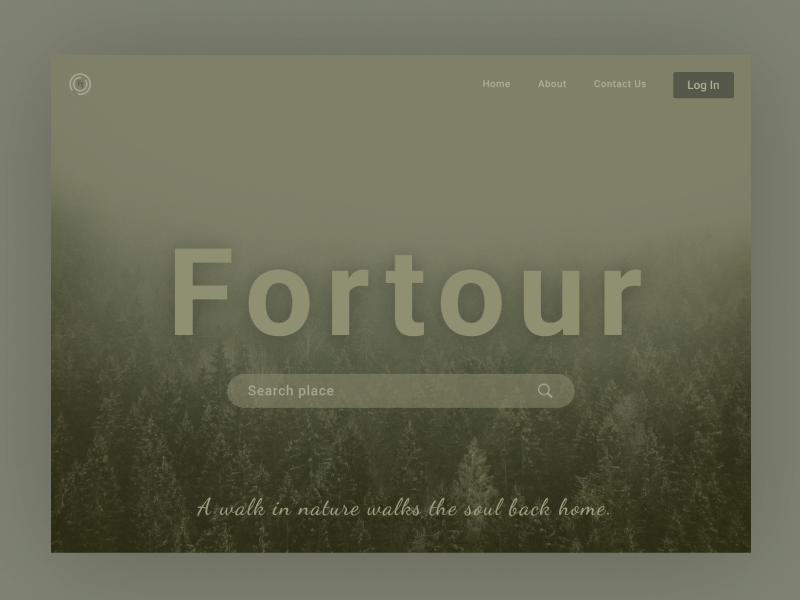 Home About Contact Us Log In
Fortour
Search place
A walk in nature walks the soul back home.